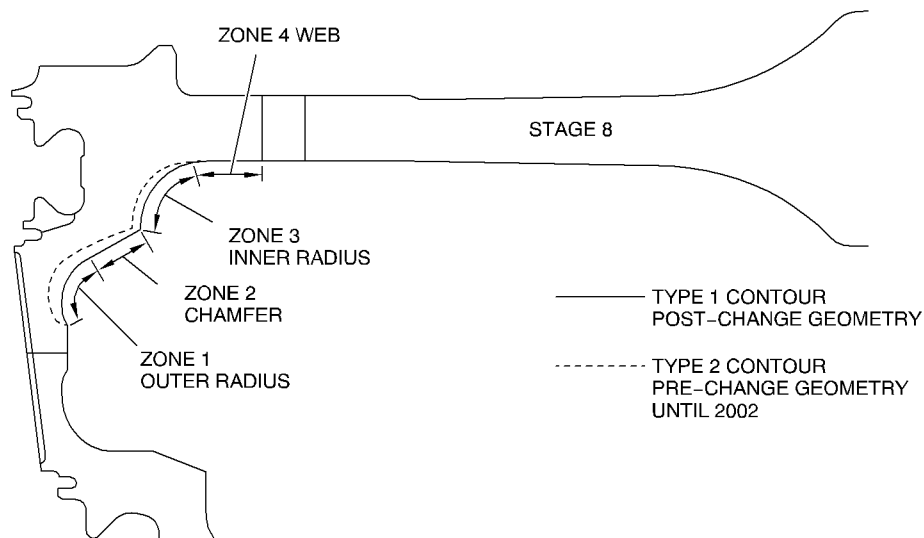 ZONE 4 WEB
STAGE 8
ZONE 3
INNER RADIUS
ZONE 2
CHAMFER
ZONE 1
OUTER RADIUS
TYPE 1 CONTOUR
POST−CHANGE GEOMETRY
TYPE 2 CONTOUR
PRE−CHANGE GEOMETRY
UNTIL 2002